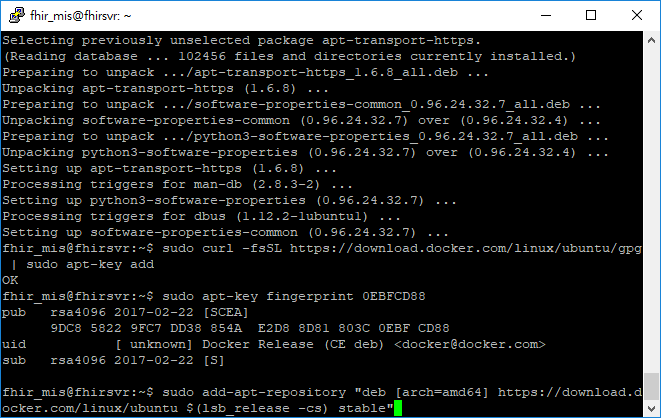 fhir_mis@fhirsvr: ~
Selecting previously unselected package apt-transport-https.
(Reading database ... 102456 files and directories currently installed.)
Preparing to unpack .../apt-transport-https_1.6.8_all.deb ...
Unpacking apt-transport-https (1.6.8) ...
Preparing to unpack .../software-properties-common_0.96.24.32.7_all.deb ...
Unpacking software-properties-common (0.96.24.32.7) over (0.96.24.32.4) ...
Preparing to unpack .../python3-software-properties_0.96.24.32.7_all.deb ...
Unpacking python3-software-properties (0.96.24.32.7) over (0.96.24.32.4) ...
Setting up apt-transport-https (1.6.8) ...
Processing triggers for man-db (2.8.3-2) ...
Setting up python3-software-properties (0.96.24.32.7) ...
Processing triggers for dbus (1.12.2-1ubuntu1) ...
Setting up software-properties-common (0.96.24.32.7) ...
fhir_mis@fhirsvr:~$ sudo curl -fsSL https://download.docker.com/linux/ubuntu/gpg
 | sudo apt-key add
OK
fhir_mis@fhirsvr:~$ sudo apt-key fingerprint 0EBFCD88
pub   rsa4096 2017-02-22 [SCEA]
      9DC8 5822 9FC7 DD38 854A  E2D8 8D81 803C 0EBF CD88
uid           [ unknown] Docker Release (CE deb) <docker@docker.com>
sub   rsa4096 2017-02-22 [S]
fhir_mis@fhirsvr:~$ sudo add-apt-repository "deb [arch=amd64] https://download.d
ocker.com/linux/ubuntu $(lsb_release -cs) stable"